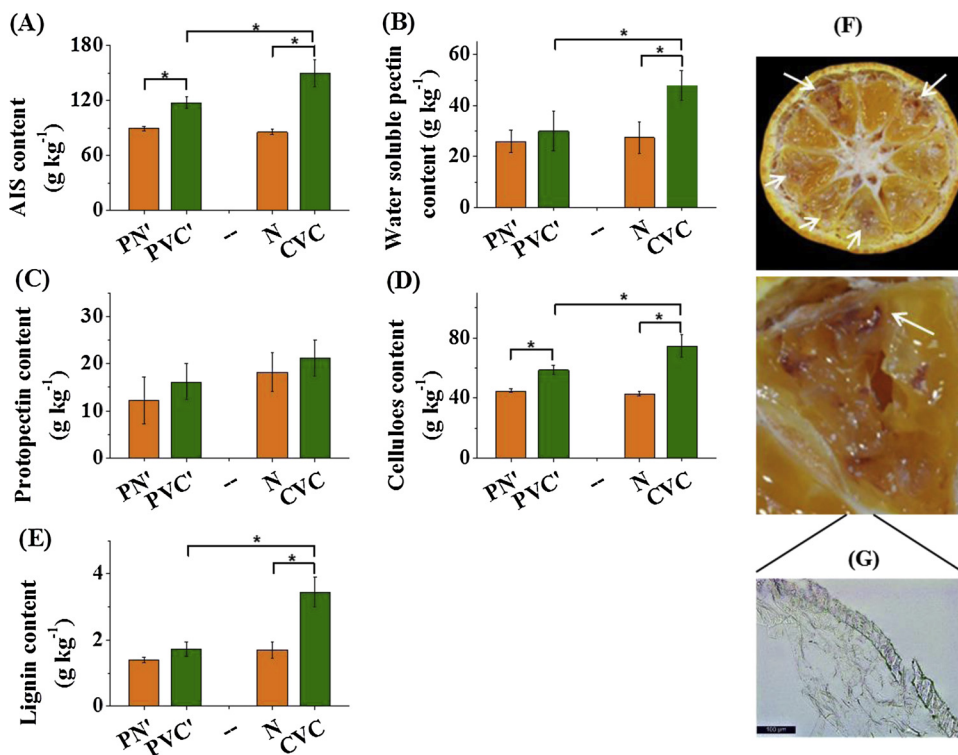 (A)
AIS content
(g kg⁻¹)
180
120
60
0
*
*
*
PN'
PVC'
--
N
CVC
(B)
Water soluble pectin
content (g kg⁻¹)
60
40
20
0
*
*
PN'
PVC'
--
N
CVC
(C)
Protopectin content
(g kg⁻¹)
30
20
10
0
PN'
PVC'
--
N
CVC
(D)
Celluloes content
(g kg⁻¹)
80
40
0
*
*
*
PN'
PVC'
--
N
CVC
(E)
Lignin content
(g kg⁻¹)
4
2
0
*
*
PN'
PVC'
--
N
CVC
(F)
(G)
100 μm